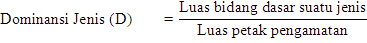 Dominansi Jenis (D) = Luas bidang dasar suatu jenis
Luas petak pengamatan